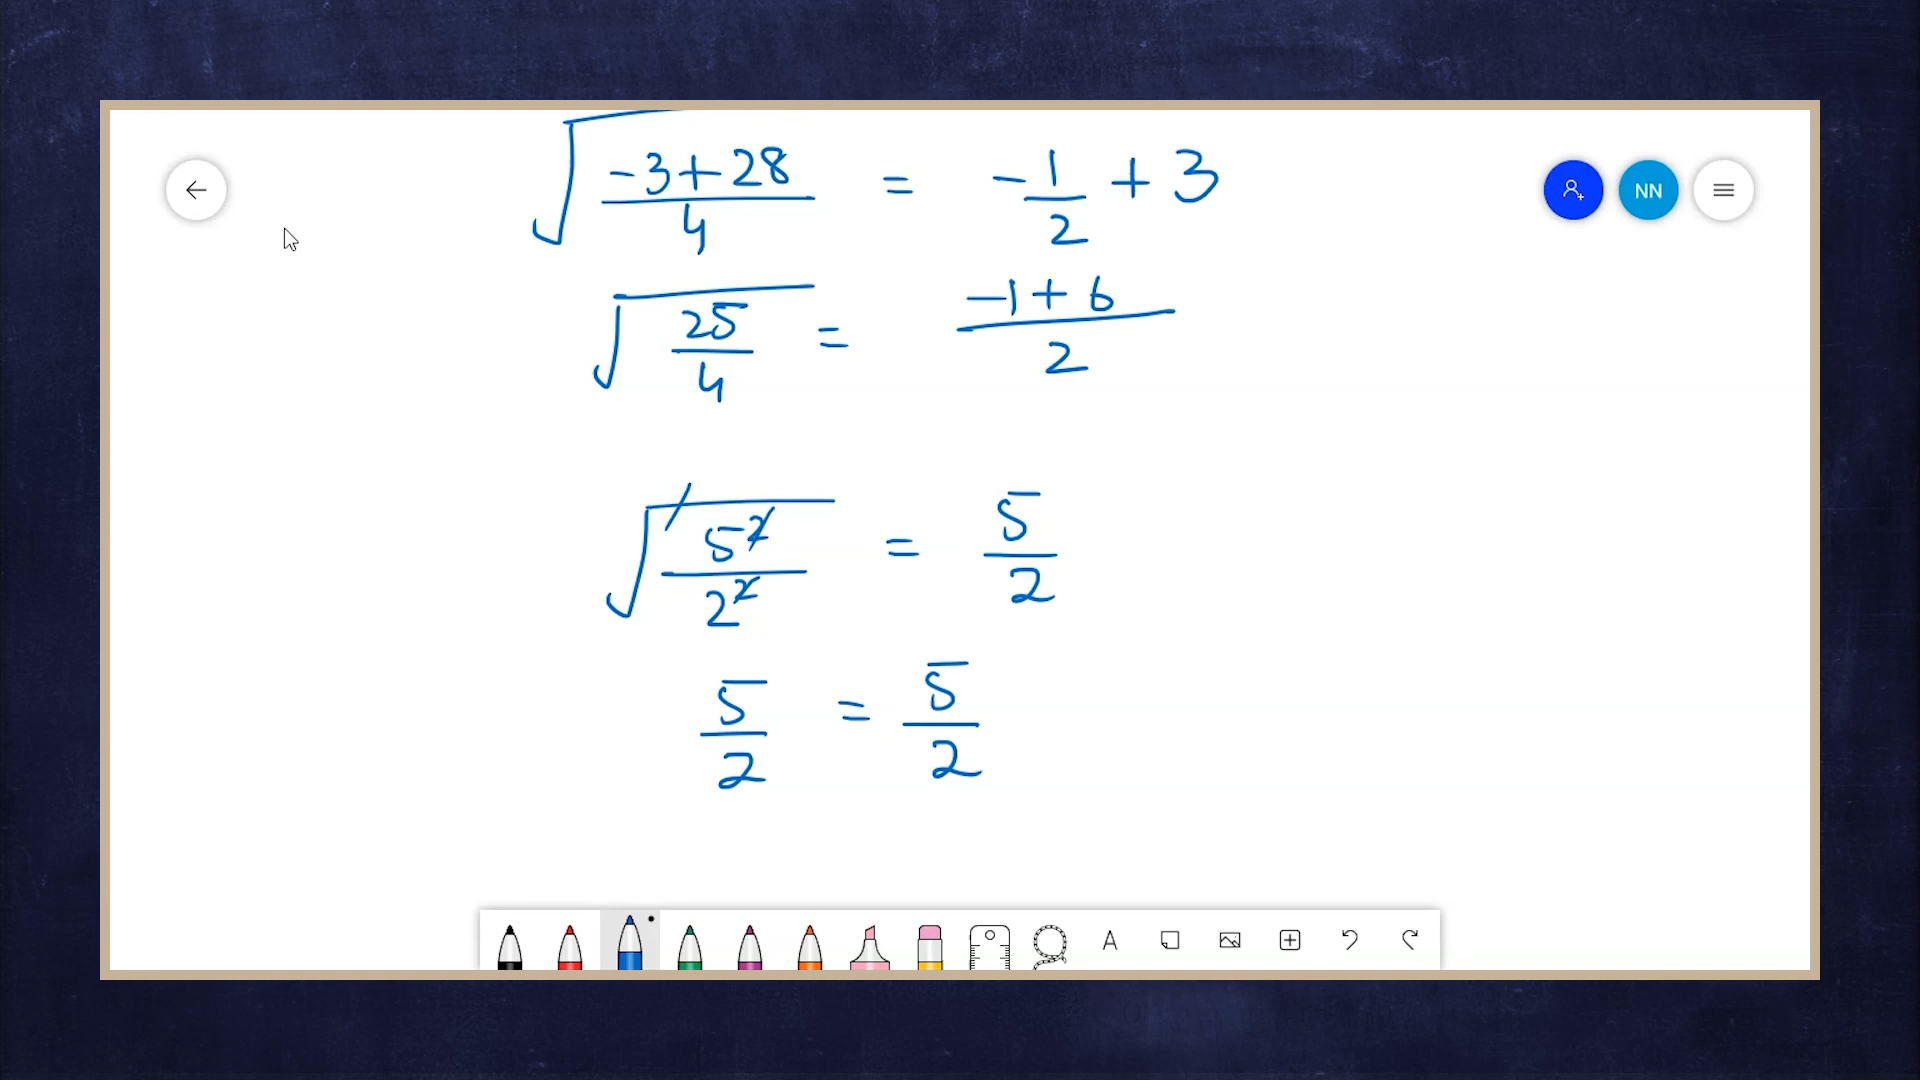 √((-3+28)/4) = -1/2 + 3
√(25/4) = (-1+6)/2
√(5²/2²) = 5/2
5/2 = 5/2
NN
A